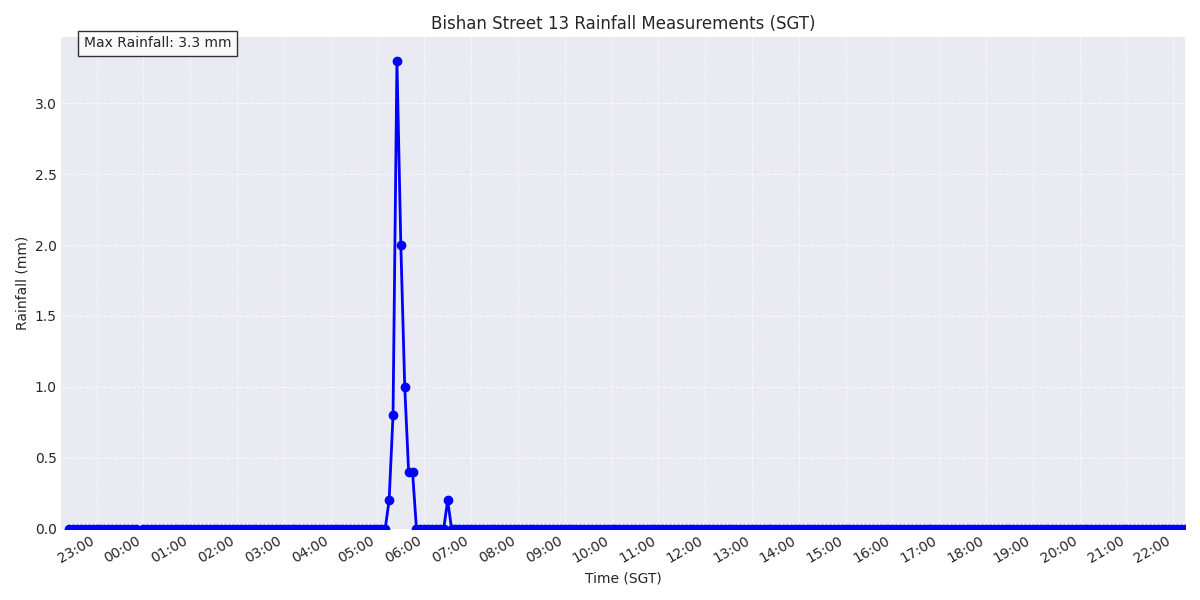 Bishan Street 13 Rainfall Measurements (SGT)
Max Rainfall: 3.3 mm
Rainfall (mm)
3.0
2.5
2.0
1.5
1.0
0.5
0.0
23:00 00:00 01:00 02:00 03:00 04:00 05:00 06:00 07:00 08:00 09:00 10:00 11:00 12:00 13:00 14:00 15:00 16:00 17:00 18:00 19:00 20:00 21:00 22:00
Time (SGT)